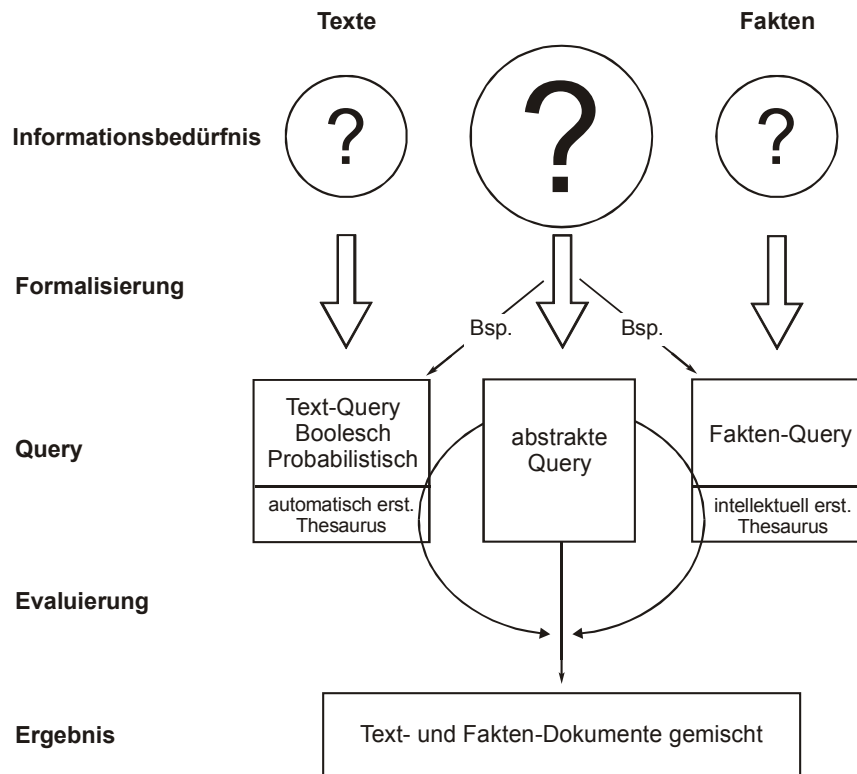 Texte
Fakten
Informationsbedürfnis
?
?
?
Formalisierung
Bsp.
Bsp.
Query
Text-Query
Boolesch
Probabilistisch
automatisch erst.
Thesaurus
abstrakte
Query
Fakten-Query
intellektuell erst.
Thesaurus
Evaluierung
Ergebnis
Text- und Fakten-Dokumente gemischt